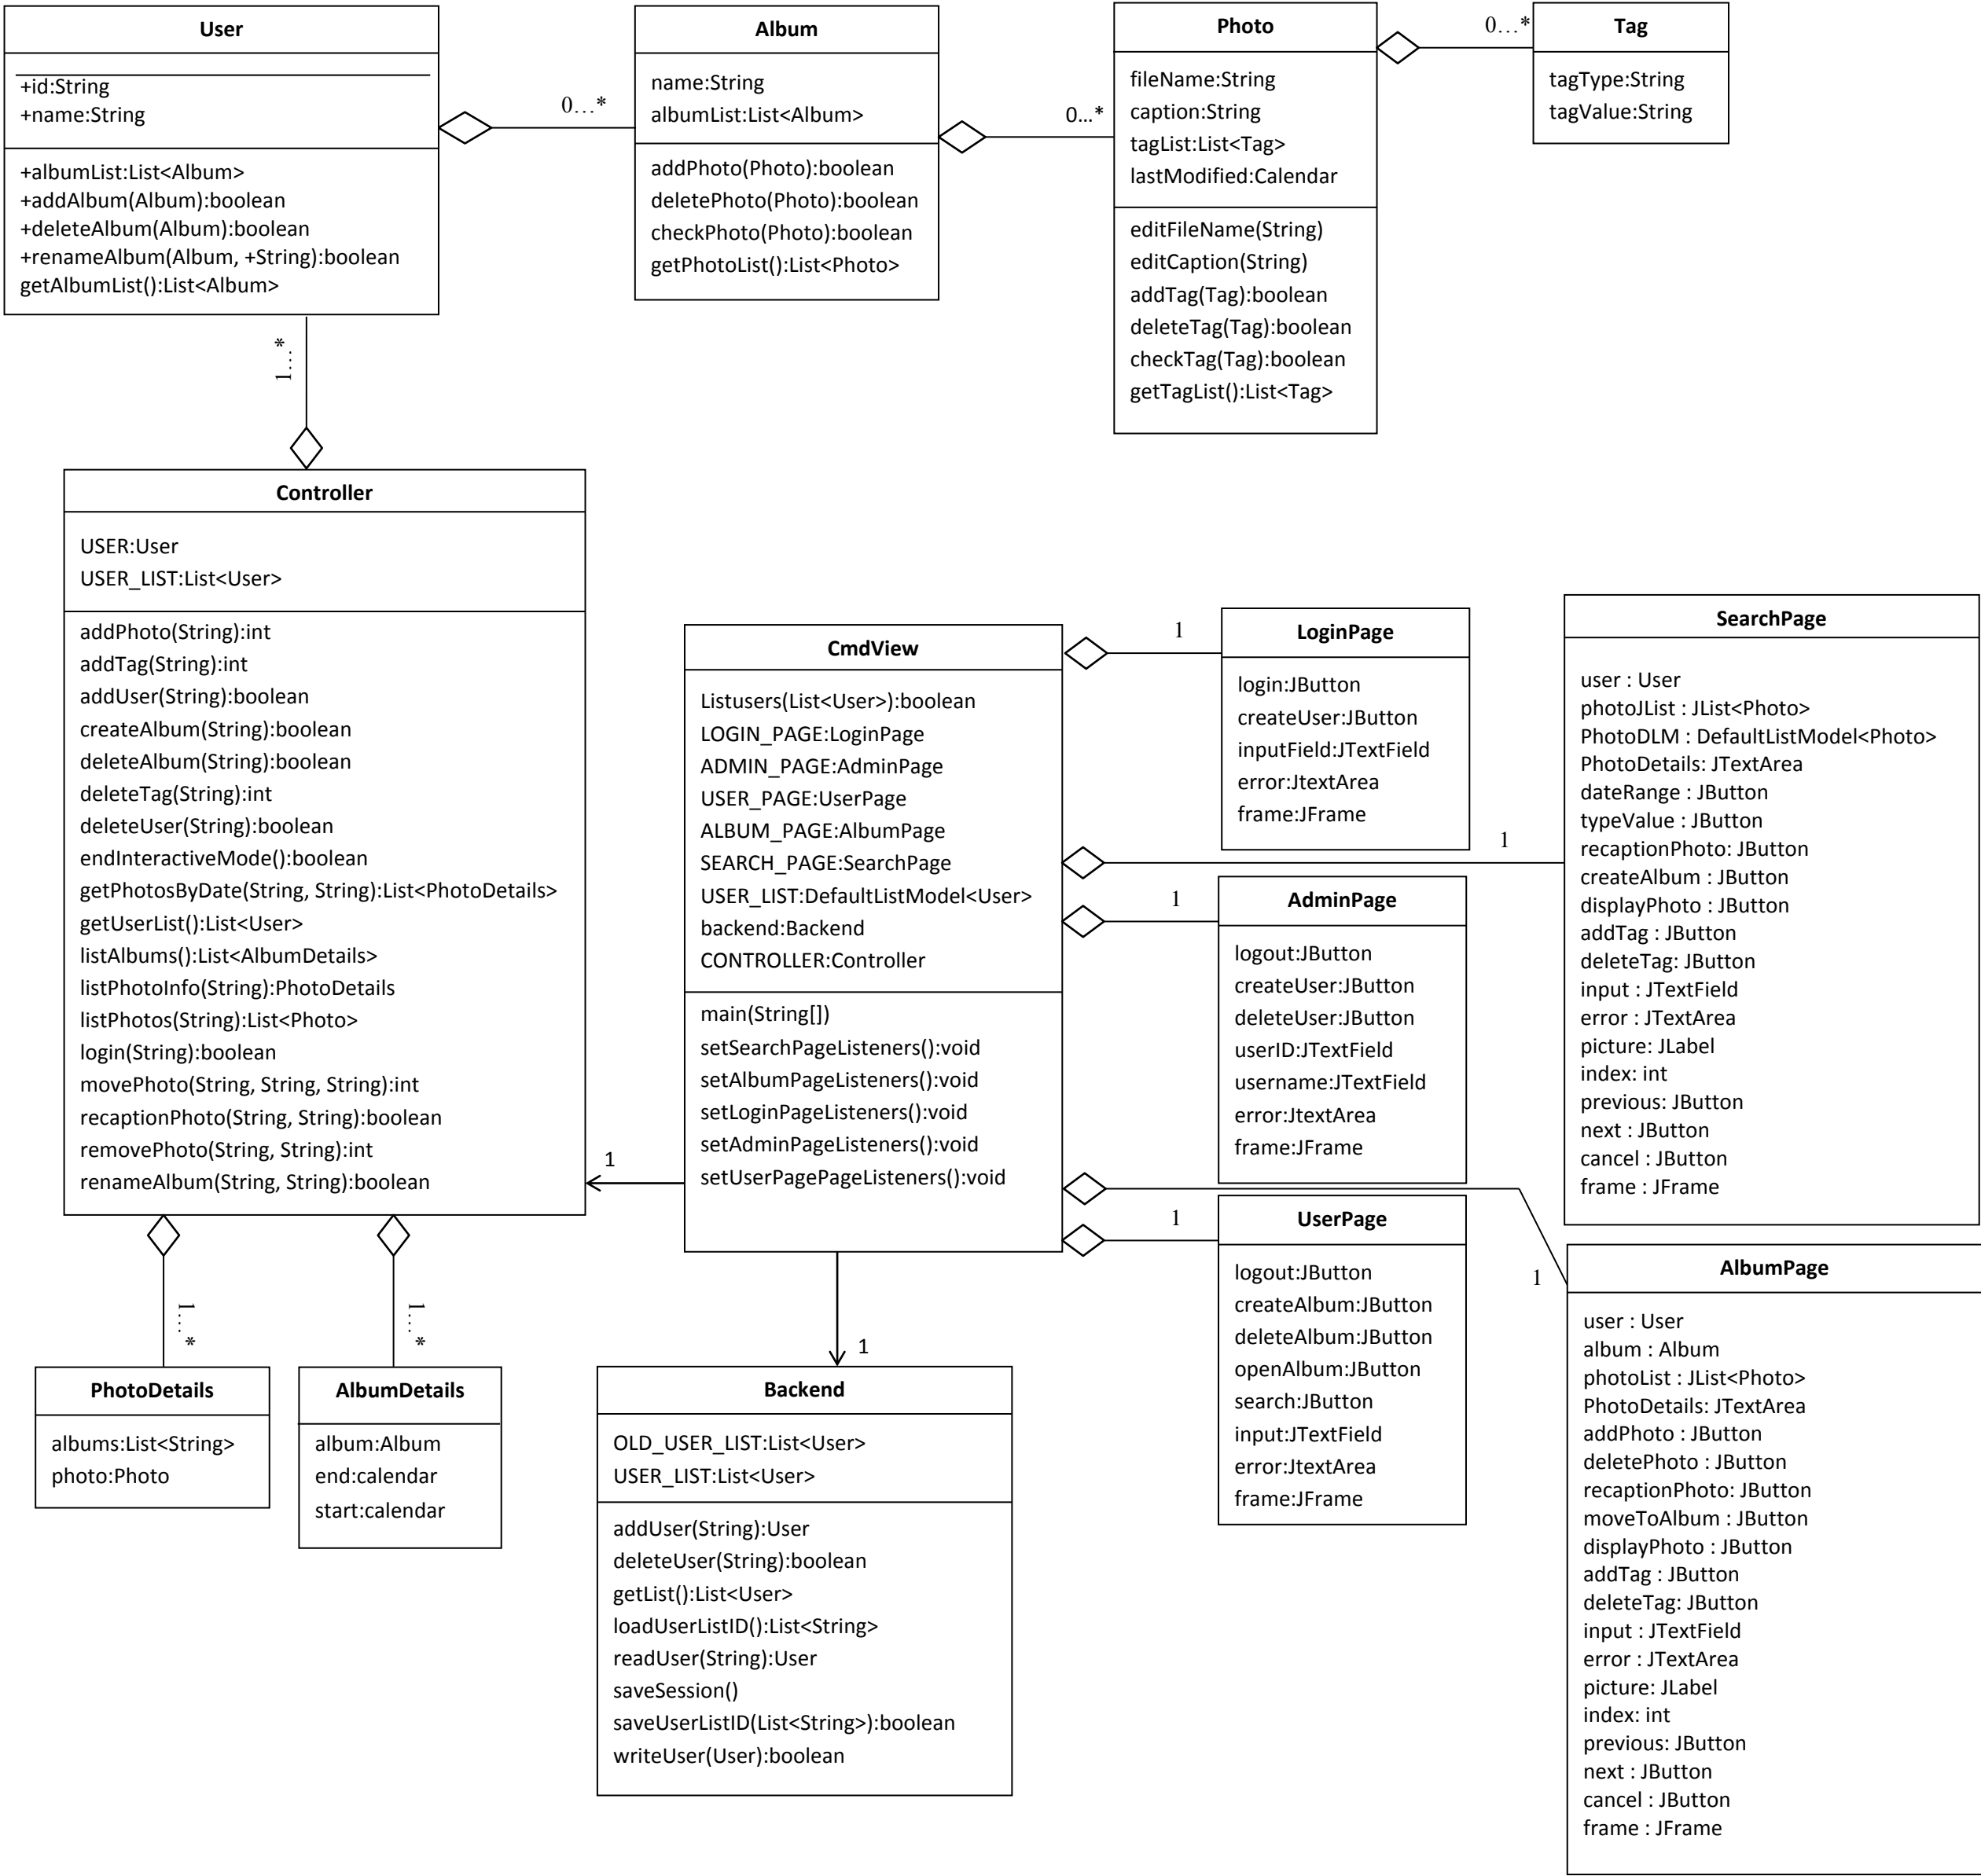 User
+id:String
+name:String
+albumList:List<Album>
+addAlbum(Album):boolean
+deleteAlbum(Album):boolean
+renameAlbum(Album, +String):boolean
getAlbumList():List<Album>
0...*
Album
name:String
albumList:List<Album>
addPhoto(Photo):boolean
deletePhoto(Photo):boolean
checkPhoto(Photo):boolean
getPhotoList():List<Photo>
0...*
Photo
fileName:String
caption:String
tagList:List<Tag>
lastModified:Calendar
editFileName(String)
editCaption(String)
addTag(Tag):boolean
deleteTag(Tag):boolean
checkTag(Tag):boolean
getTagList():List<Tag>
0...*
Tag
tagType:String
tagValue:String
1...*
Controller
USER:User
USER_LIST:List<User>
addPhoto(String):int
addTag(String):int
addUser(String):boolean
createAlbum(String):boolean
deleteAlbum(String):boolean
deleteTag(String):int
deleteUser(String):boolean
endInteractiveMode():boolean
getPhotosByDate(String, String):List<PhotoDetails>
getUserList():List<User>
listAlbums():List<AlbumDetails>
listPhotoInfo(String):PhotoDetails
listPhotos(String):List<Photo>
login(String):boolean
movePhoto(String, String, String):int
recaptionPhoto(String, String):boolean
removePhoto(String, String):int
renameAlbum(String, String):boolean
1...*
1...*
PhotoDetails
albums:List<String>
photo:Photo
AlbumDetails
album:Album
end:calendar
start:calendar
1
CmdView
Listusers(List<User>):boolean
LOGIN_PAGE:LoginPage
ADMIN_PAGE:AdminPage
USER_PAGE:UserPage
ALBUM_PAGE:AlbumPage
SEARCH_PAGE:SearchPage
USER_LIST:DefaultListModel<User>
backend:Backend
CONTROLLER:Controller
main(String[])
setSearchPageListeners():void
setAlbumPageListeners():void
setLoginPageListeners():void
setAdminPageListeners():void
setUserPagePageListeners():void
1
Backend
OLD_USER_LIST:List<User>
USER_LIST:List<User>
addUser(String):User
deleteUser(String):boolean
getList():List<User>
loadUserListID():List<String>
readUser(String):User
saveSession()
saveUserListID(List<String>):boolean
writeUser(User):boolean
1
LoginPage
login:JButton
createUser:JButton
inputField:JTextField
error:JtextArea
frame:JFrame
1
1
AdminPage
logout:JButton
createUser:JButton
deleteUser:JButton
userID:JTextField
username:JTextField
error:JtextArea
frame:JFrame
1
UserPage
logout:JButton
createAlbum:JButton
deleteAlbum:JButton
openAlbum:JButton
search:JButton
input:JTextField
error:JtextArea
frame:JFrame
SearchPage
user : User
photoJList : JList<Photo>
PhotoDLM : DefaultListModel<Photo>
PhotoDetails: JTextArea
dateRange : JButton
typeValue : JButton
recaptionPhoto: JButton
createAlbum : JButton
displayPhoto : JButton
addTag : JButton
deleteTag: JButton
input : JTextField
error : JTextArea
picture: JLabel
index: int
previous: JButton
next : JButton
cancel : JButton
frame : JFrame
1
AlbumPage
user : User
album : Album
photoList : JList<Photo>
PhotoDetails: JTextArea
addPhoto : JButton
deletePhoto : JButton
recaptionPhoto: JButton
moveToAlbum : JButton
displayPhoto : JButton
addTag : JButton
deleteTag: JButton
input : JTextField
error : JTextArea
picture: JLabel
index: int
previous: JButton
next : JButton
cancel : JButton
frame : JFrame